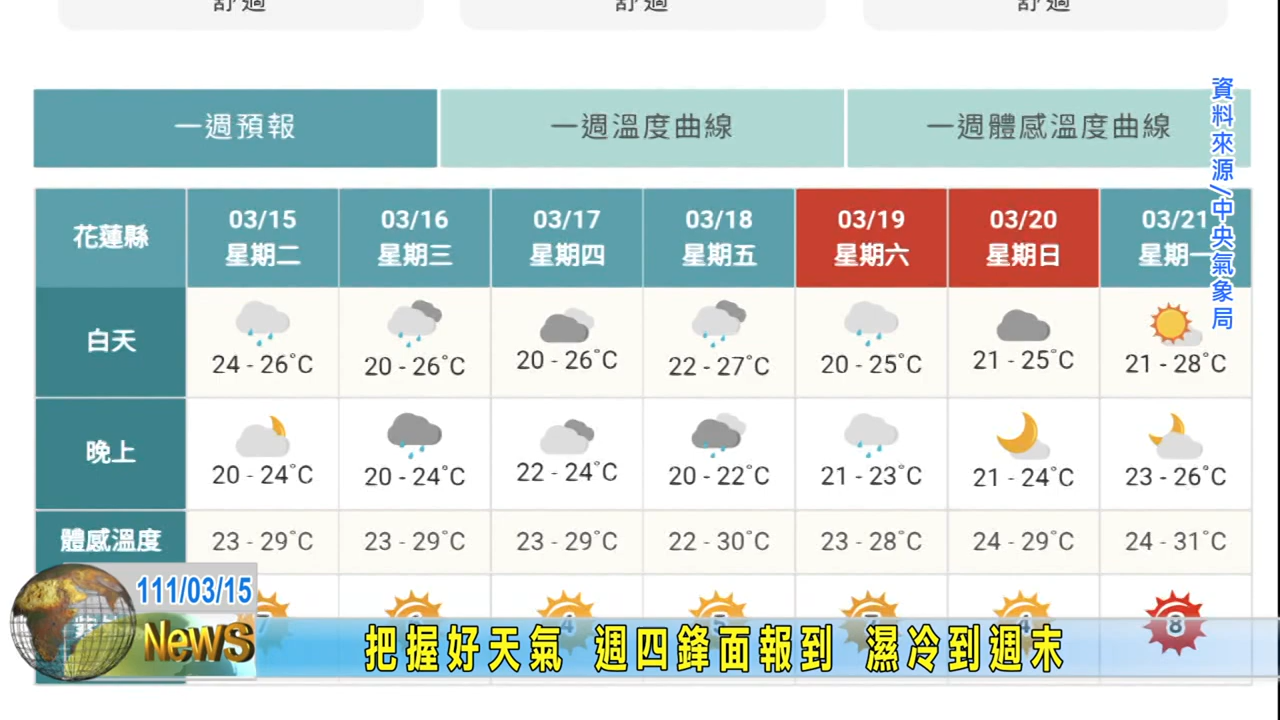 舒適
舒適
舒適
一週預報
一週溫度曲線
一週體感溫度曲線
資料來源/中央氣象局
花蓮縣
03/15
星期二
03/16
星期三
03/17
星期四
03/18
星期五
03/19
星期六
03/20
星期日
03/21
星期一
白天
24 - 26°C
20 - 26°C
20 - 26°C
22 - 27°C
20 - 25°C
21 - 25°C
21 - 28°C
晚上
20 - 24°C
20 - 24°C
22 - 24°C
20 - 22°C
21 - 23°C
21 - 24°C
23 - 26°C
體感溫度
23 - 29°C
23 - 29°C
23 - 29°C
22 - 30°C
23 - 28°C
24 - 29°C
24 - 31°C
8
111/03/15
NewS
把握好天氣 週四鋒面報到 濕冷到週末